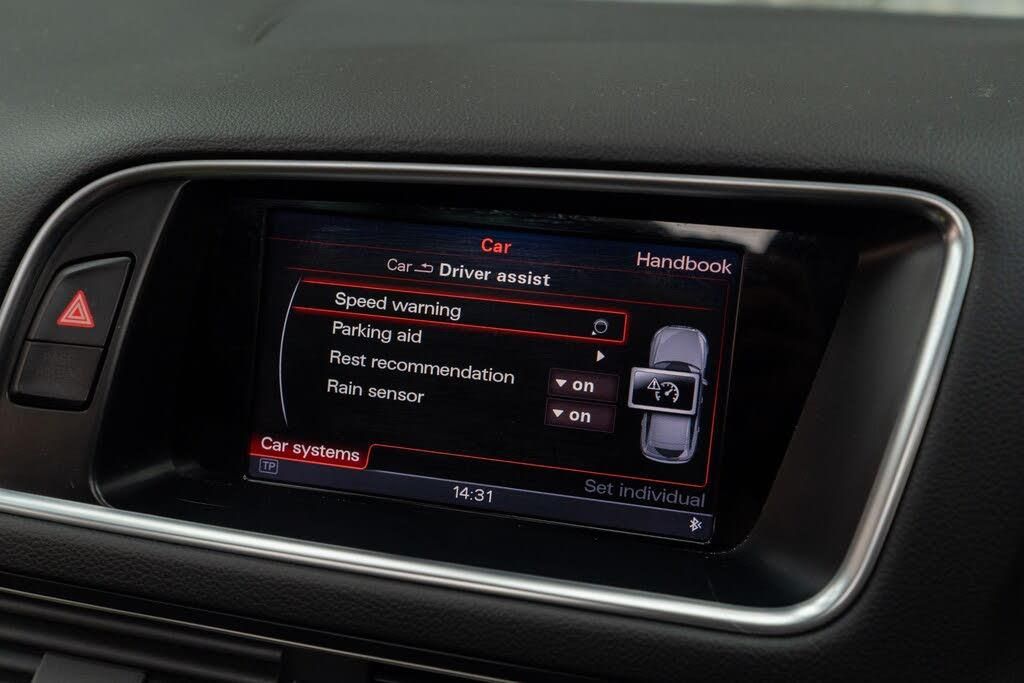 Car
Handbook
Car Driver assist
Speed warning
Parking aid
Rest recommendation
on
Rain sensor
on
Car systems
TP
14:31
Set individual